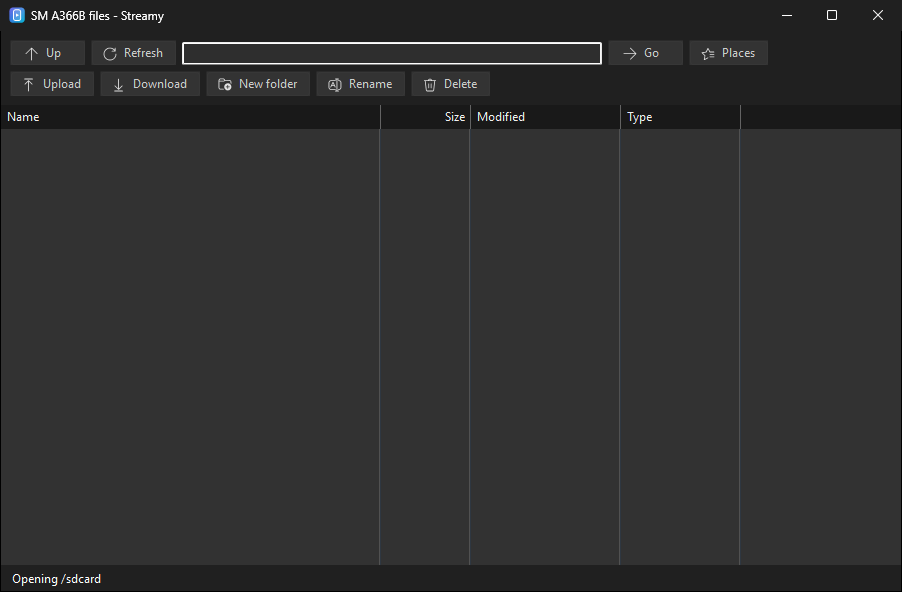 SM A366B files - Streamy
Up Refresh Go Places
Upload Download New folder Rename Delete
Name Size Modified Type
Opening /sdcard